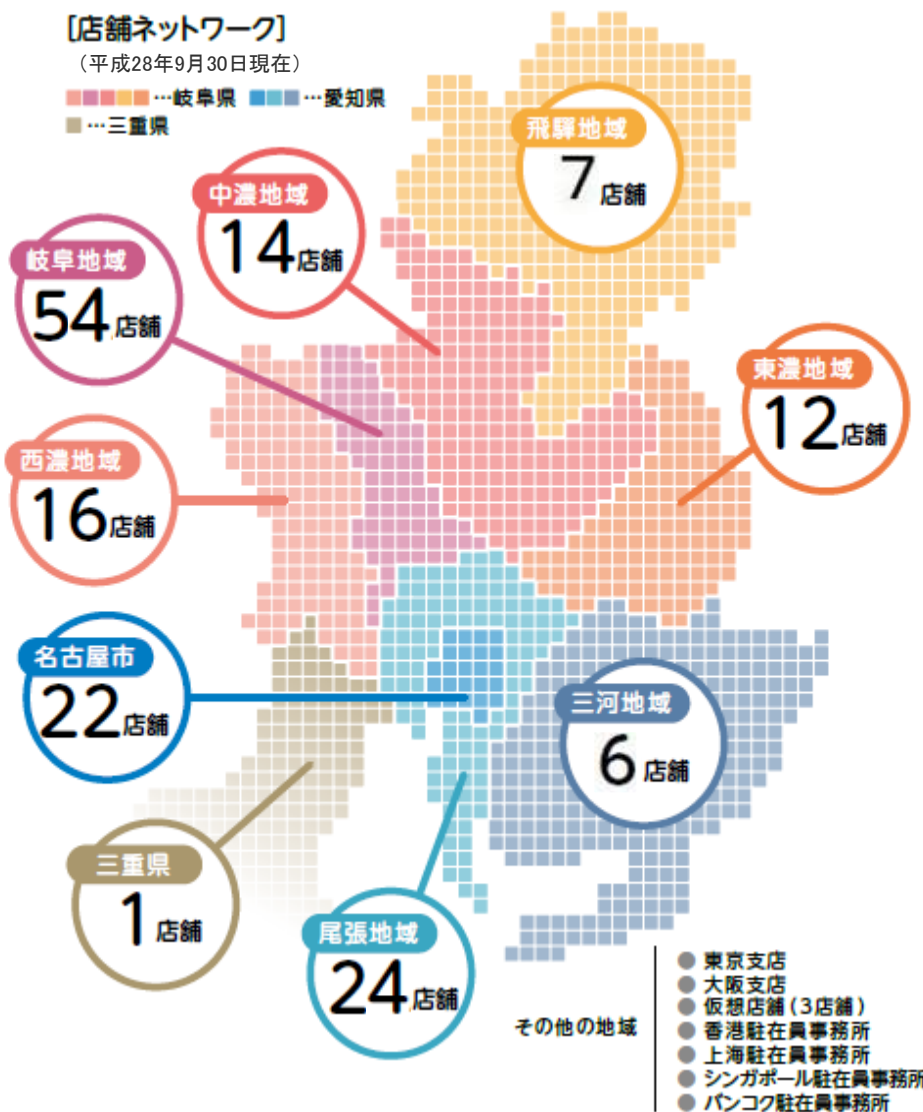 [店舗ネットワーク]
（平成28年9月30日現在）
…岐阜県 …愛知県
…三重県
飛騨地域
7店舗
中濃地域
14店舗
岐阜地域
54店舗
東濃地域
12店舗
西濃地域
16店舗
名古屋市
22店舗
三河地域
6店舗
三重県
1店舗
尾張地域
24店舗
その他の地域
東京支店
大阪支店
仮想店舗(3店舗)
香港駐在員事務所
上海駐在員事務所
シンガポール駐在員事務所
バンコク駐在員事務所